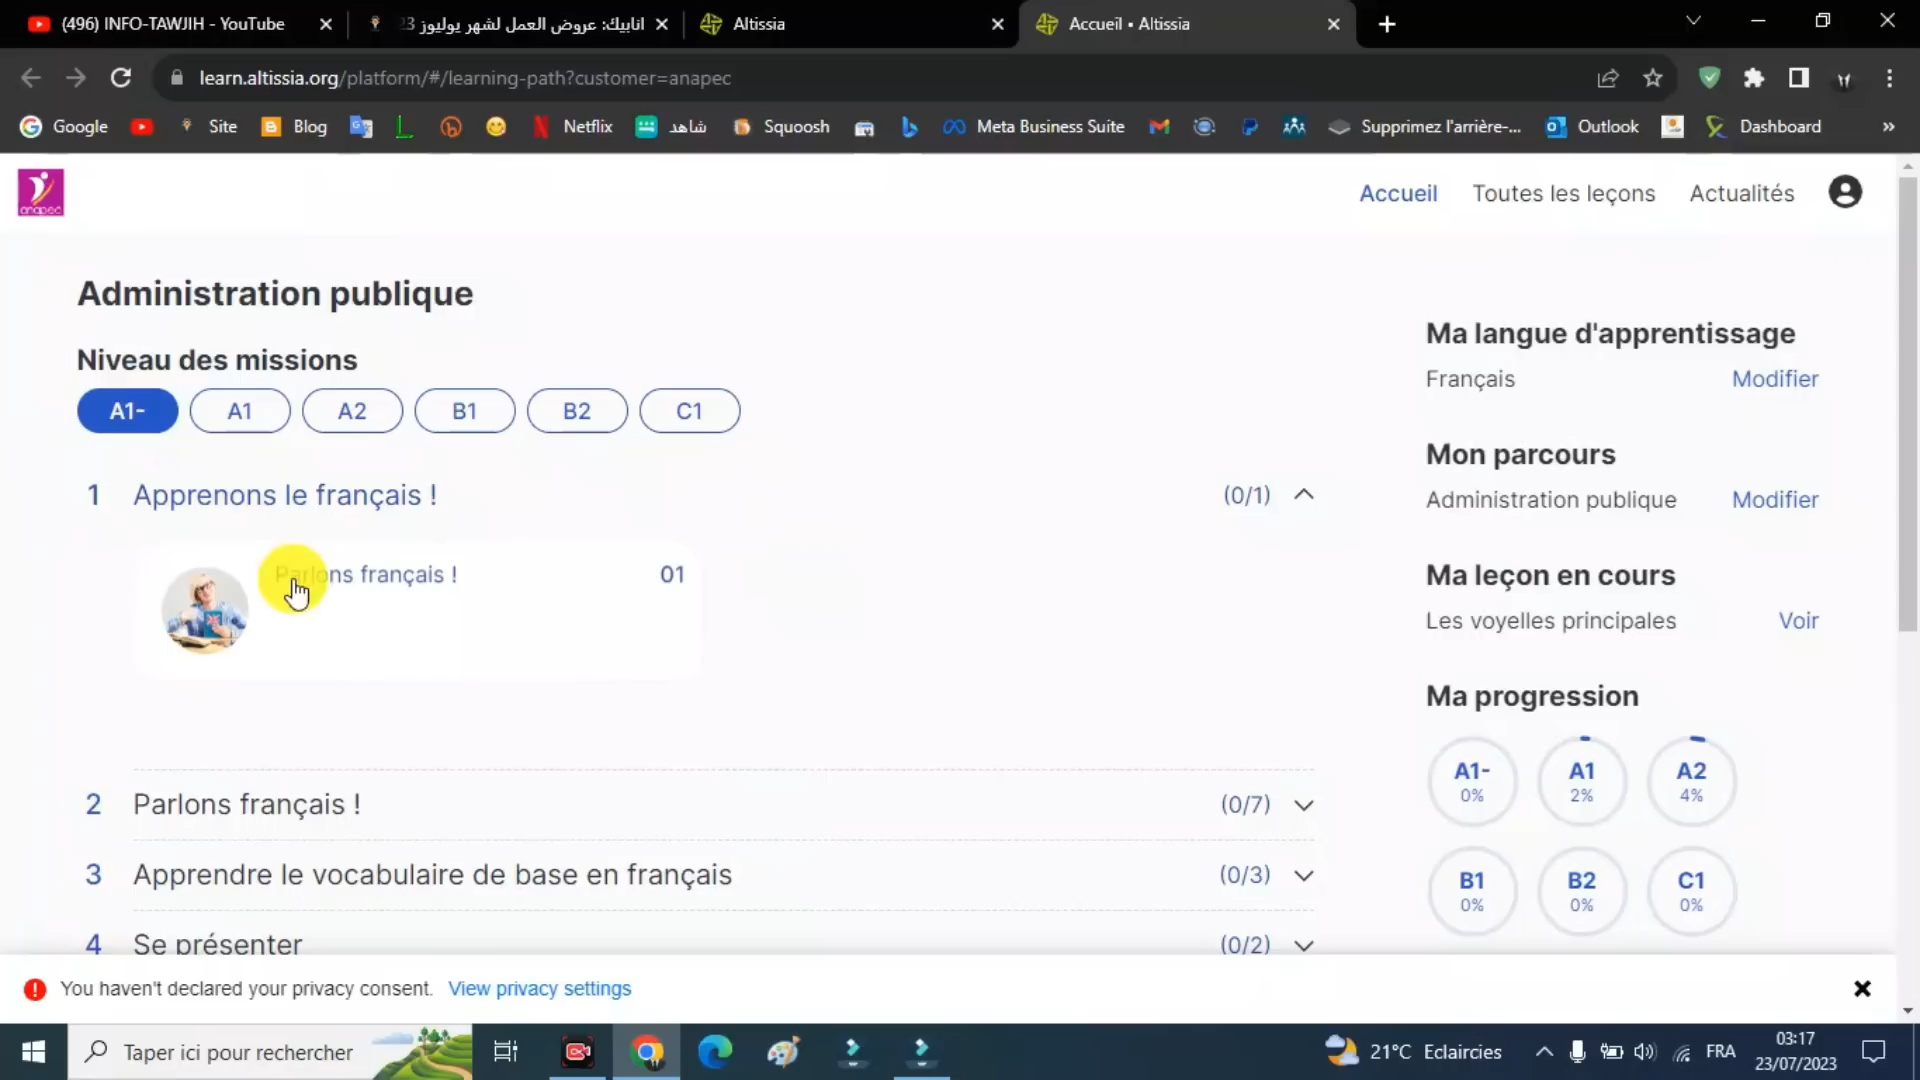 (496) INFO-TAWJIH - YouTube
انابيك: عروض العمل لشهر يوليوز 23
Altissia
Accueil • Altissia
learn.altissia.org/platform/#/learning-path?customer=anapec
Google
Site
Blog
Netflix
شاهد
Squoosh
Meta Business Suite
Supprimez l'arrière-...
Outlook
Dashboard
»
anapec
Accueil
Toutes les leçons
Actualités
Administration publique
Niveau des missions
A1-
A1
A2
B1
B2
C1
1 Apprenons le français ! (0/1)
Parlons français ! 01
2 Parlons français ! (0/7)
3 Apprendre le vocabulaire de base en français (0/3)
4 Se présenter (0/2)
Ma langue d'apprentissage
Français Modifier
Mon parcours
Administration publique Modifier
Ma leçon en cours
Les voyelles principales Voir
Ma progression
A1- 0%
A1 2%
A2 4%
B1 0%
B2 0%
C1 0%
You haven't declared your privacy consent. View privacy settings
Taper ici pour rechercher
21°C Eclaircies
FRA
03:17
23/07/2023